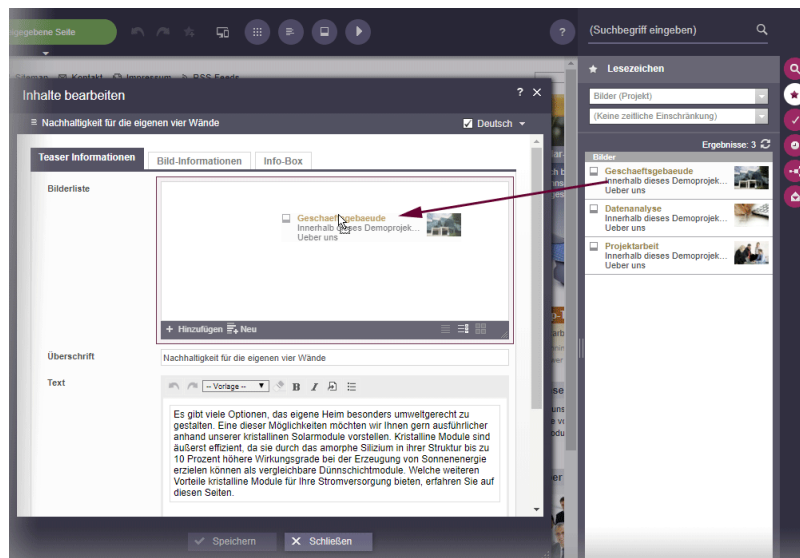 gegebene Seite
?
(Suchbegriff eingeben)
Sitemap Kontakt Impressum RSS Feeds
Lesezeichen
Inhalte bearbeiten
?
Bilder (Projekt)
Nachhaltigkeit für die eigenen vier Wände
Deutsch
(Keine zeitliche Einschränkung)
Ergebnisse: 3
Teaser Informationen
Bild-Informationen
Info-Box
Bilder
Geschaeftsgebaeude
Innerhalb dieses Demoprojek...
Ueber uns
Datenanalyse
Innerhalb dieses Demoprojek...
Ueber uns
Projektarbeit
Innerhalb dieses Demoprojek...
Ueber uns
Bilderliste
Geschaeftsgebaeude
Innerhalb dieses Demoprojek...
Ueber uns
+ Hinzufügen Neu
Überschrift
Nachhaltigkeit für die eigenen vier Wände
Text
-- Vorlage --
B I
Es gibt viele Optionen, das eigene Heim besonders umweltgerecht zu
gestalten. Eine dieser Möglichkeiten möchten wir Ihnen gern ausführlicher
anhand unserer kristallinen Solarmodule vorstellen. Kristalline Module sind
äußerst effizient, da sie durch das amorphe Silizium in ihrer Struktur bis zu
10 Prozent höhere Wirkungsgrade bei der Erzeugung von Sonnenenergie
erzielen können als vergleichbare Dünnschichtmodule. Welche weiteren
Vorteile kristalline Module für Ihre Stromversorgung bieten, erfahren Sie auf
diesen Seiten.
Speichern
Schließen